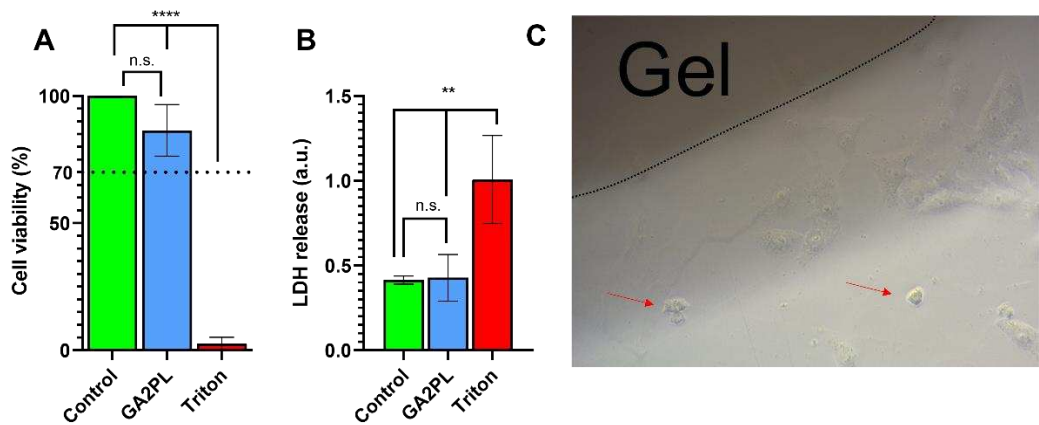 A
****
n.s.
Cell viability (%)
100
70
50
0
Control
GA2PL
Triton
B
**
n.s.
LDH release (a.u.)
1.5
1.0
0.5
0.0
Control
GA2PL
Triton
C
Gel